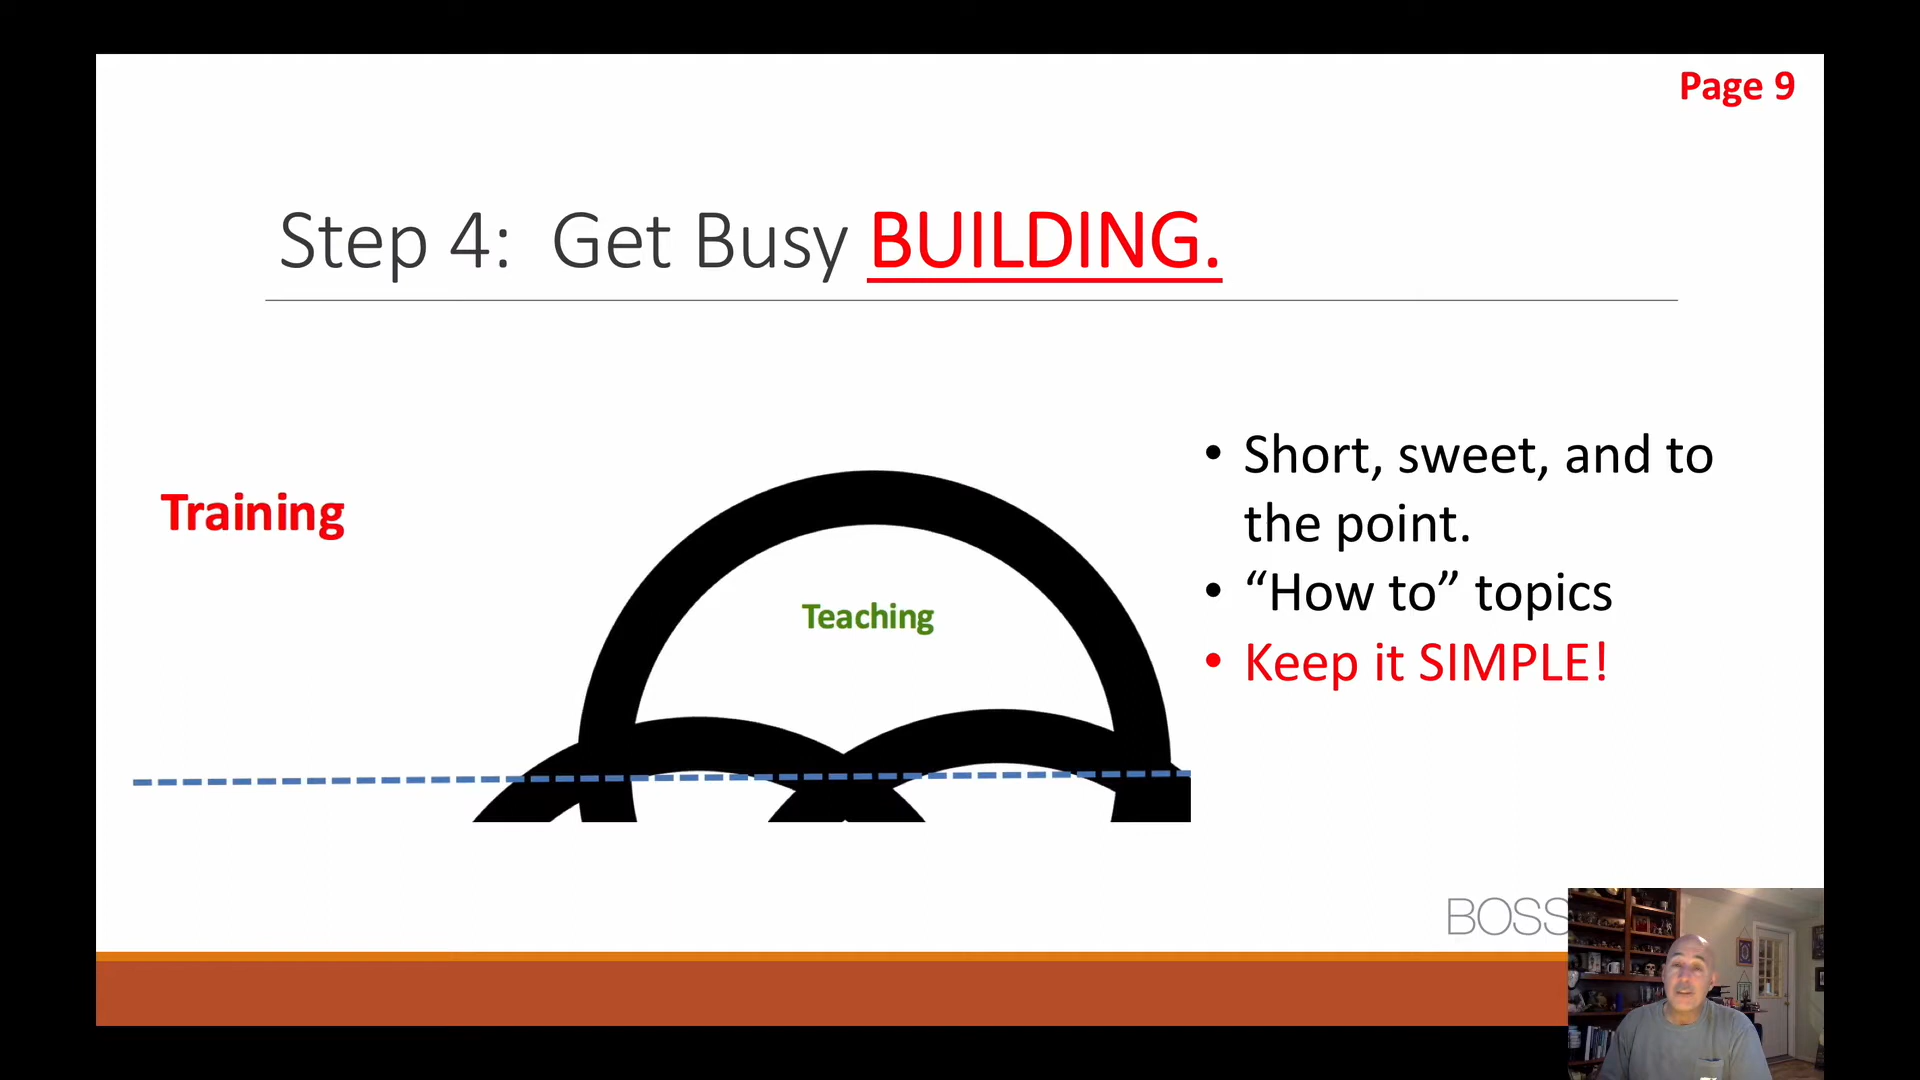 Page 9
Step 4: Get Busy BUILDING.
Training
Teaching
• Short, sweet, and to
the point.
• “How to” topics
• Keep it SIMPLE!
BOSS